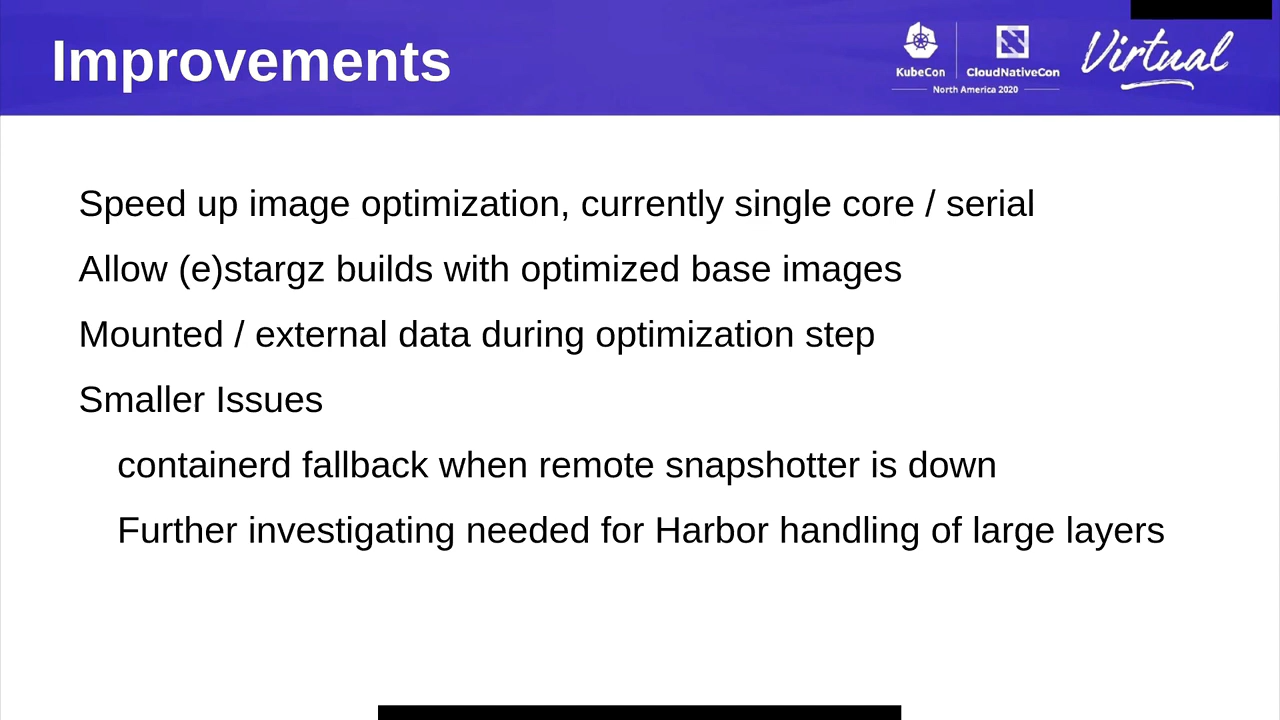 Improvements
KubeCon
CloudNativeCon
North America 2020
Virtual
Speed up image optimization, currently single core / serial
Allow (e)stargz builds with optimized base images
Mounted / external data during optimization step
Smaller Issues
containerd fallback when remote snapshotter is down
Further investigating needed for Harbor handling of large layers